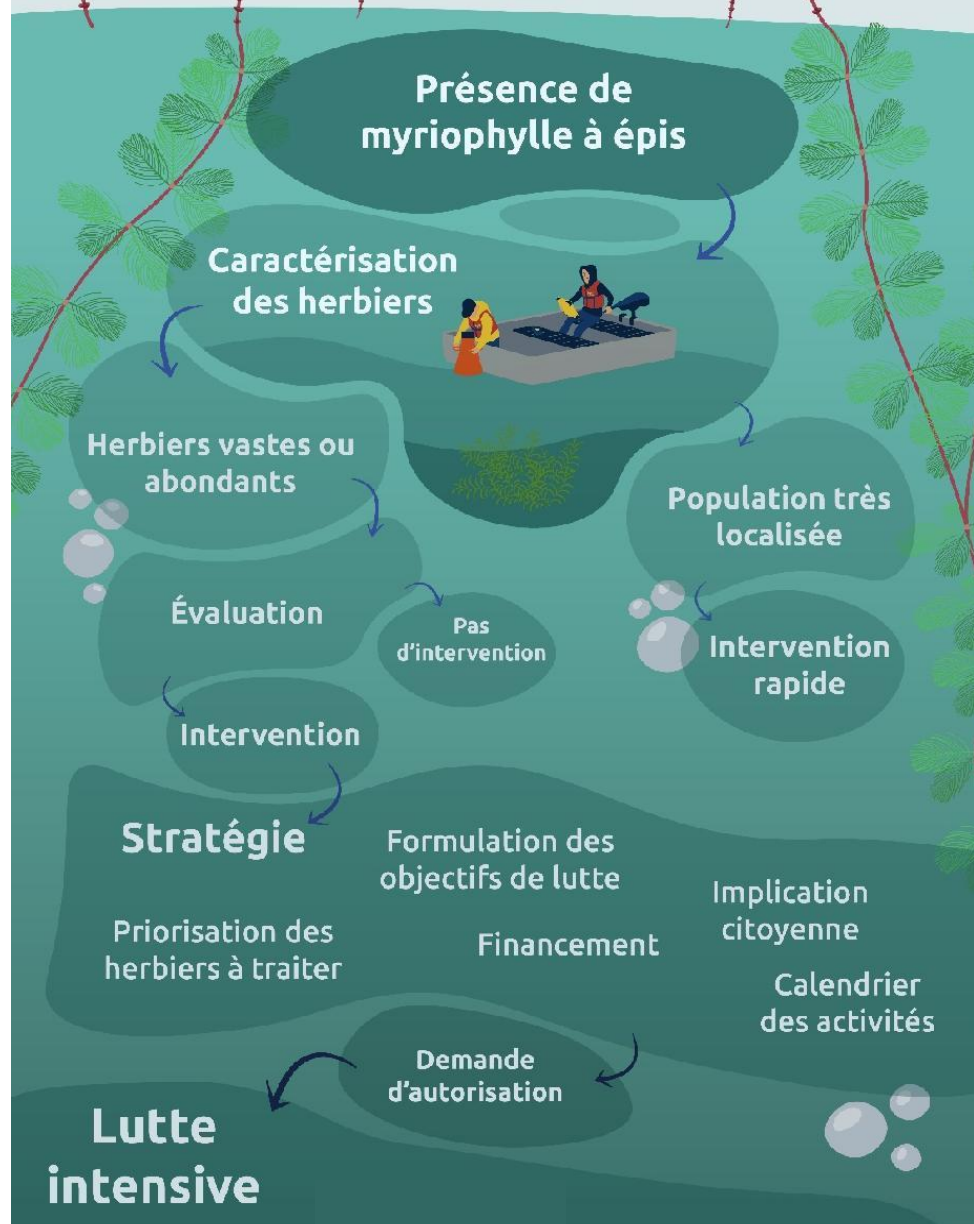 Présence de
myriophylle à épis
Caractérisation
des herbiers
Herbiers vastes ou
abondants
Population très
localisée
Évaluation
Pas
d'intervention
Intervention
rapide
Intervention
Stratégie
Formulation des
objectifs de lutte
Implication
citoyenne
Priorisation des
herbiers à traiter
Financement
Calendrier
des activités
Demande
d'autorisation
Lutte
intensive